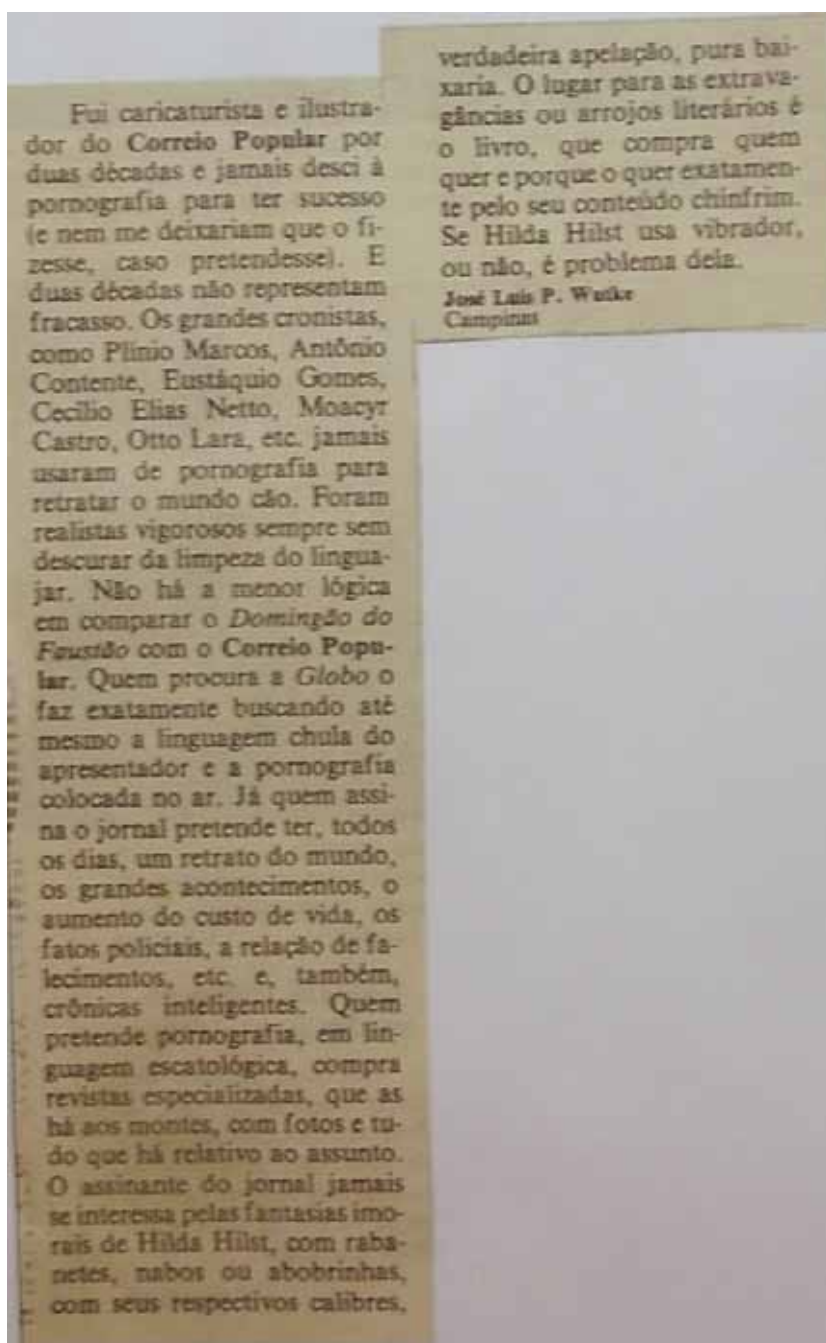 Fui caricaturista e ilustra-
dor do Correio Popular por
duas décadas e jamais desci à
pornografia para ter sucesso
(e nem me deixariam que o fi-
zesse, caso pretendesse). E
duas décadas não representam
fracasso. Os grandes cronistas,
como Plínio Marcos, Antônio
Contente, Eustáquio Gomes,
Cecílio Elias Netto, Moacyr
Castro, Otto Lara, etc. jamais
usaram de pornografia para
retratar o mundo cão. Foram
realistas vigorosos sempre sem
descurar da limpeza do lingua-
jar. Não há a menor lógica
em comparar o Domingão do
Faustão com o Correio Popu-
lar. Quem procura a Globo o
faz exatamente buscando até
mesmo a linguagem chula do
apresentador e a pornografia
colocada no ar. Já quem assi-
na o jornal pretende ter, todos
os dias, um retrato do mundo,
os grandes acontecimentos, o
aumento do custo de vida, os
fatos policiais, a relação de fa-
lecimentos, etc. e, também,
crônicas inteligentes. Quem
pretende pornografia, em lin-
guagem escatológica, compra
revistas especializadas, que as
há aos montes, com fotos e tu-
do que há relativo ao assunto.
O assinante do jornal jamais
se interessa pelas fantasias imo-
rais de Hilda Hilst, com raba-
netes, nabos ou abobrinhas,
com seus respectivos calibres,
verdadeira apelação, pura bai-
xaria. O lugar para as extrava-
gâncias ou arrojos literários é
o livro, que compra quem
quer e porque o quer exatamen-
te pelo seu conteúdo chinfrim.
Se Hilda Hilst usa vibrador,
ou não, é problema dela.
José Luis P. Wutke
Campinas